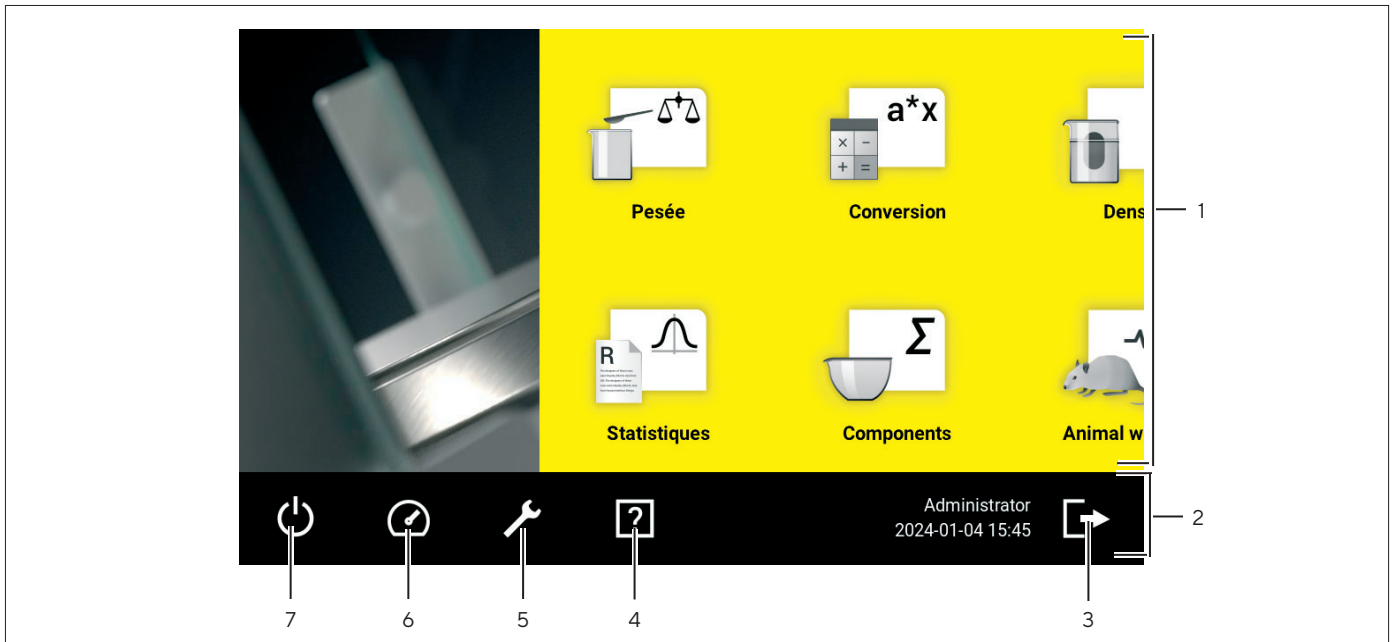 a*x
Pesée
Conversion
Dens
1
R
Σ
Statistiques
Components
Animal w
?
Administrator
2024-01-04 15:45
2
7
6
5
4
3